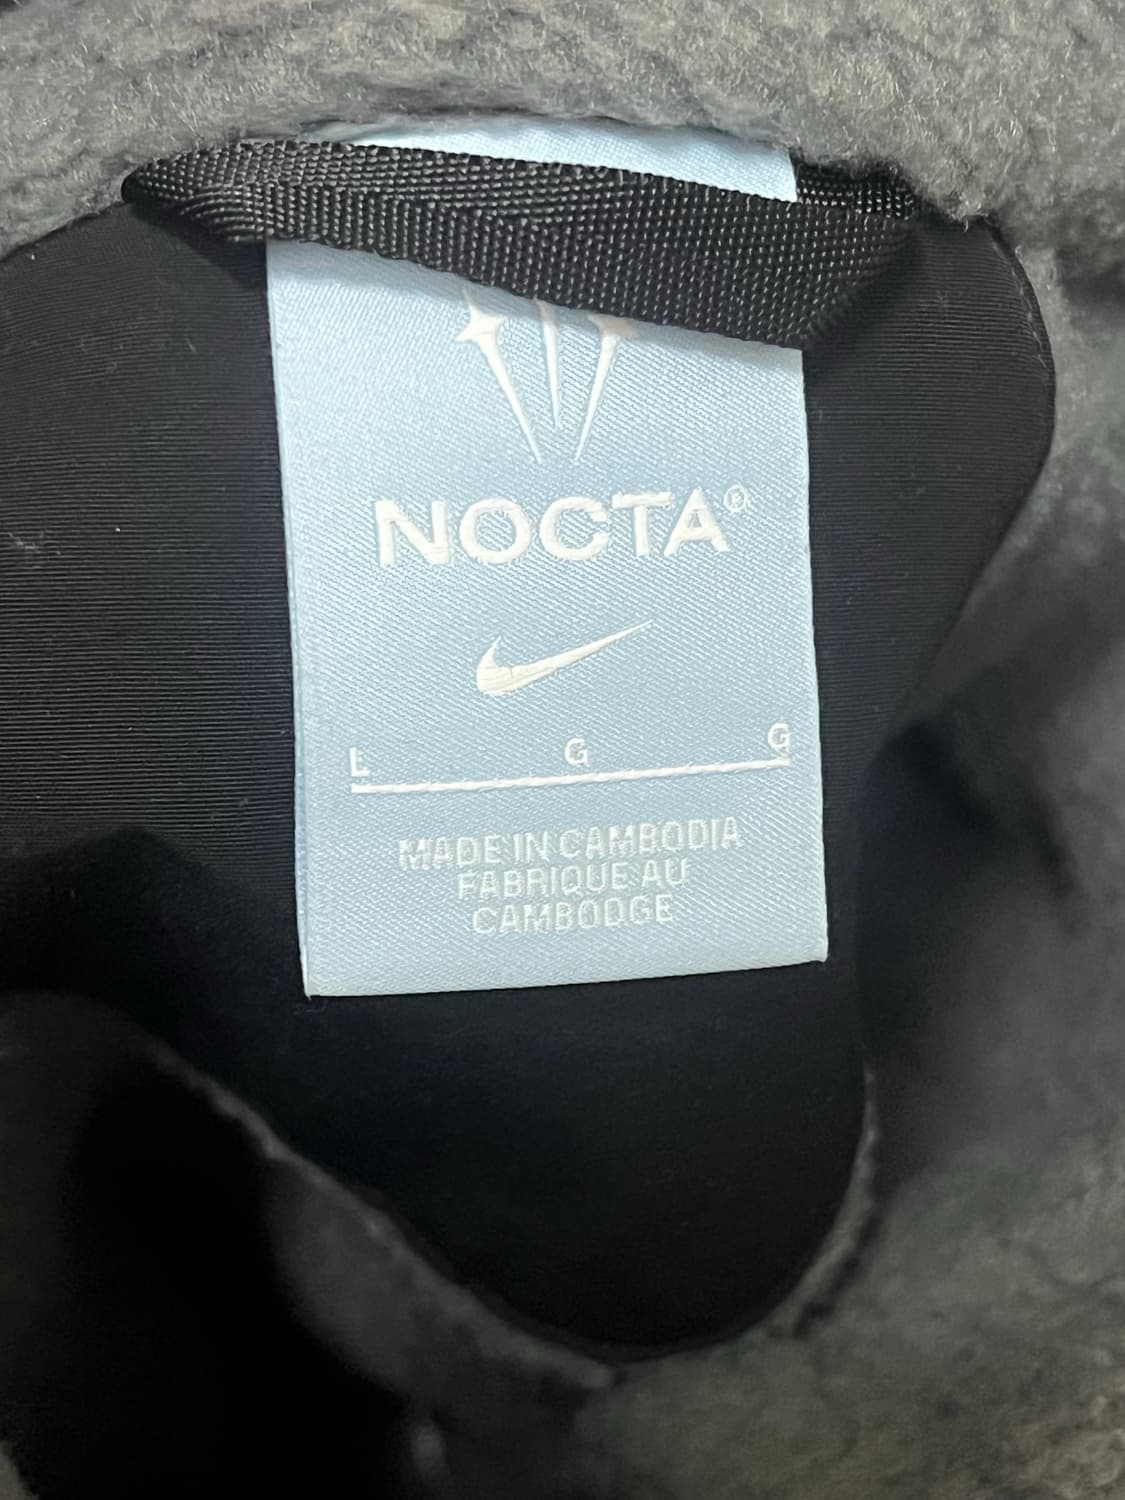 NOCTA®
L G G
MADE IN CAMBODIA
FABRIQUE AU
CAMBODGE